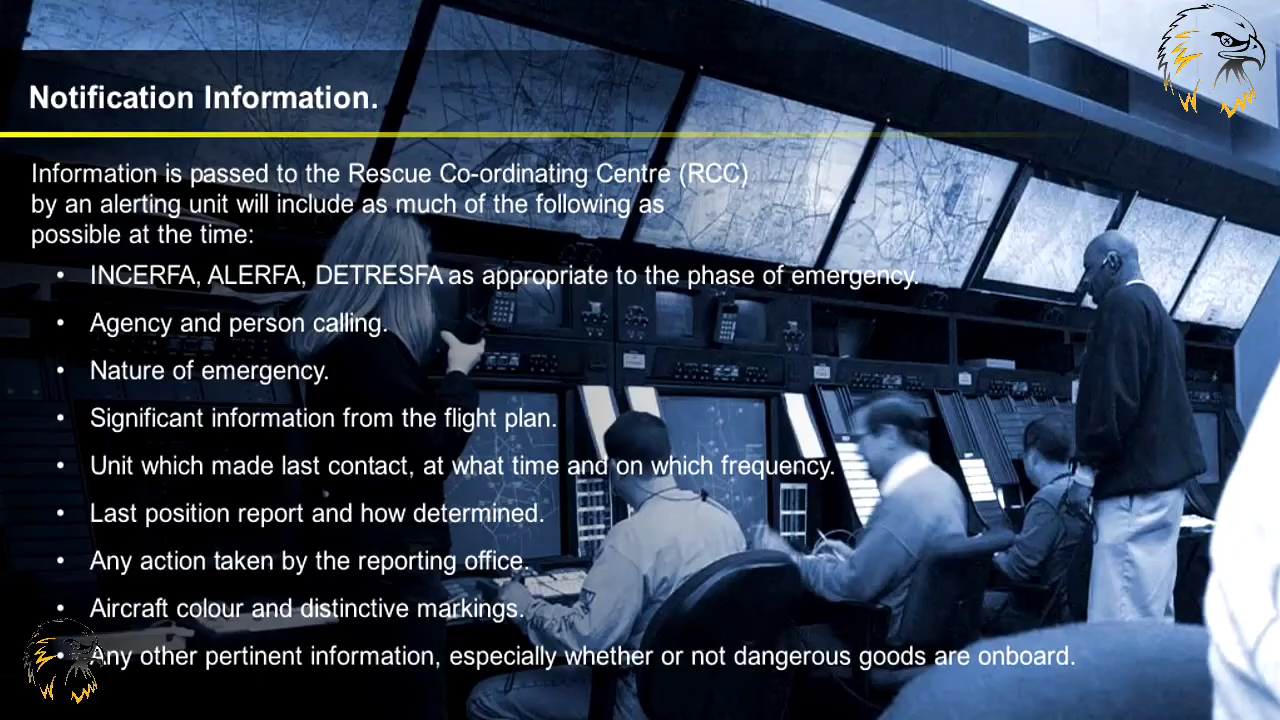 Notification Information.
Information is passed to the Rescue Co-ordinating Centre (RCC)
by an alerting unit will include as much of the following as
possible at the time:
• INCERFA, ALERFA, DETRESFA as appropriate to the phase of emergency.
• Agency and person calling.
• Nature of emergency.
• Significant information from the flight plan.
• Unit which made last contact, at what time and on which frequency.
• Last position report and how determined.
• Any action taken by the reporting office.
• Aircraft colour and distinctive markings.
• Any other pertinent information, especially whether or not dangerous goods are onboard.